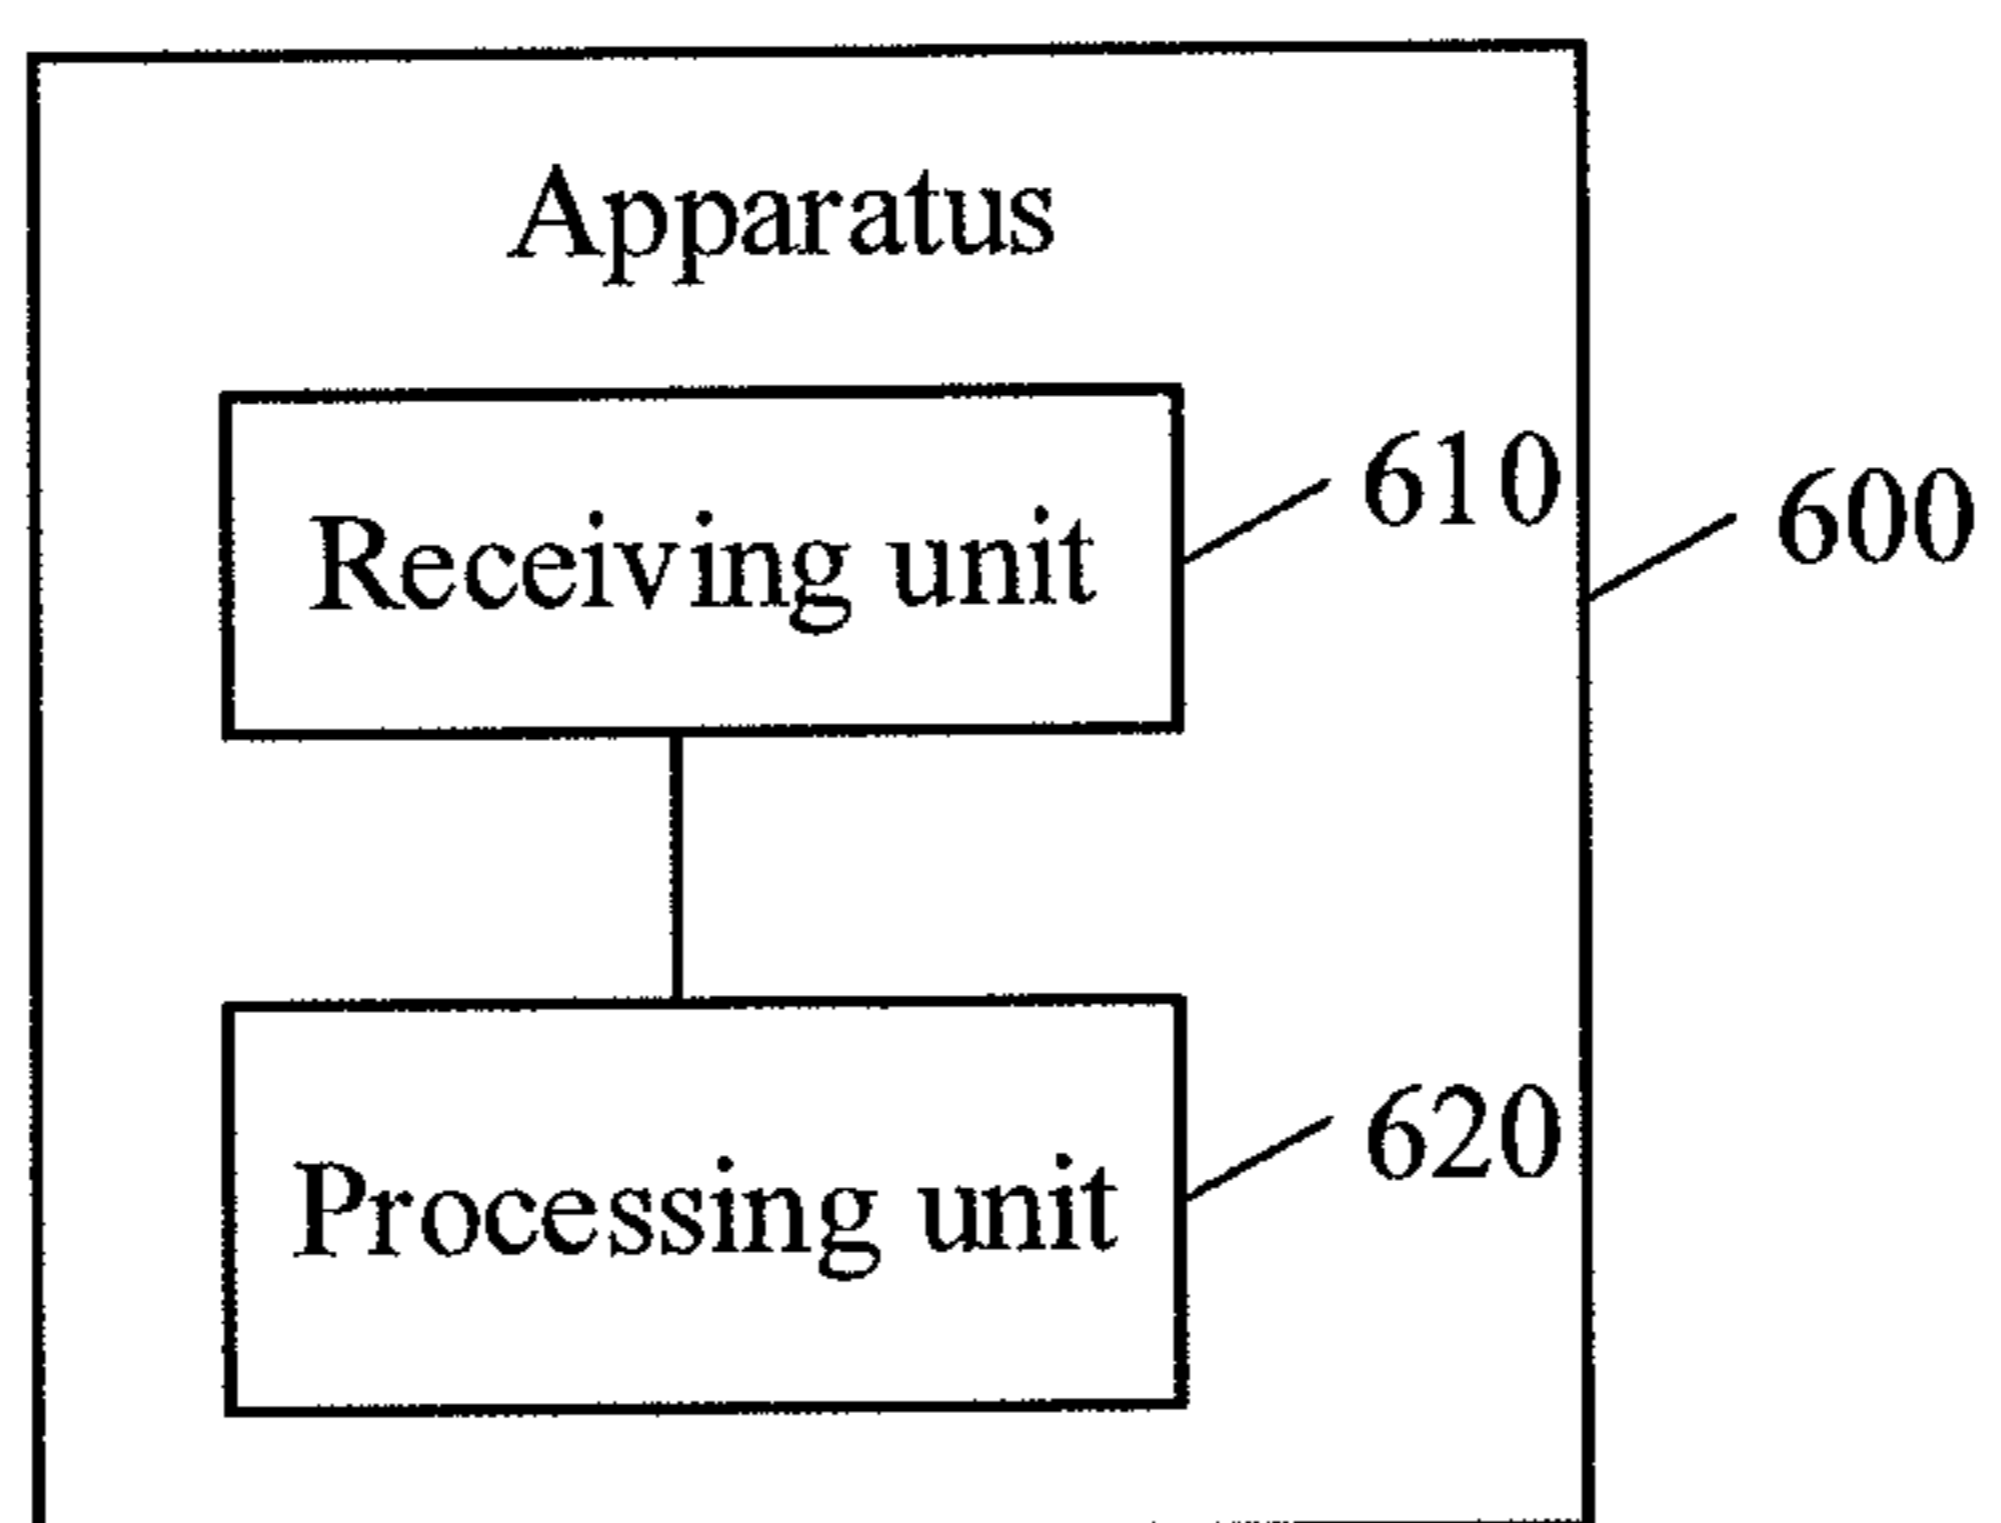 Apparatus
610
600
Receiving unit
620
Processing unit